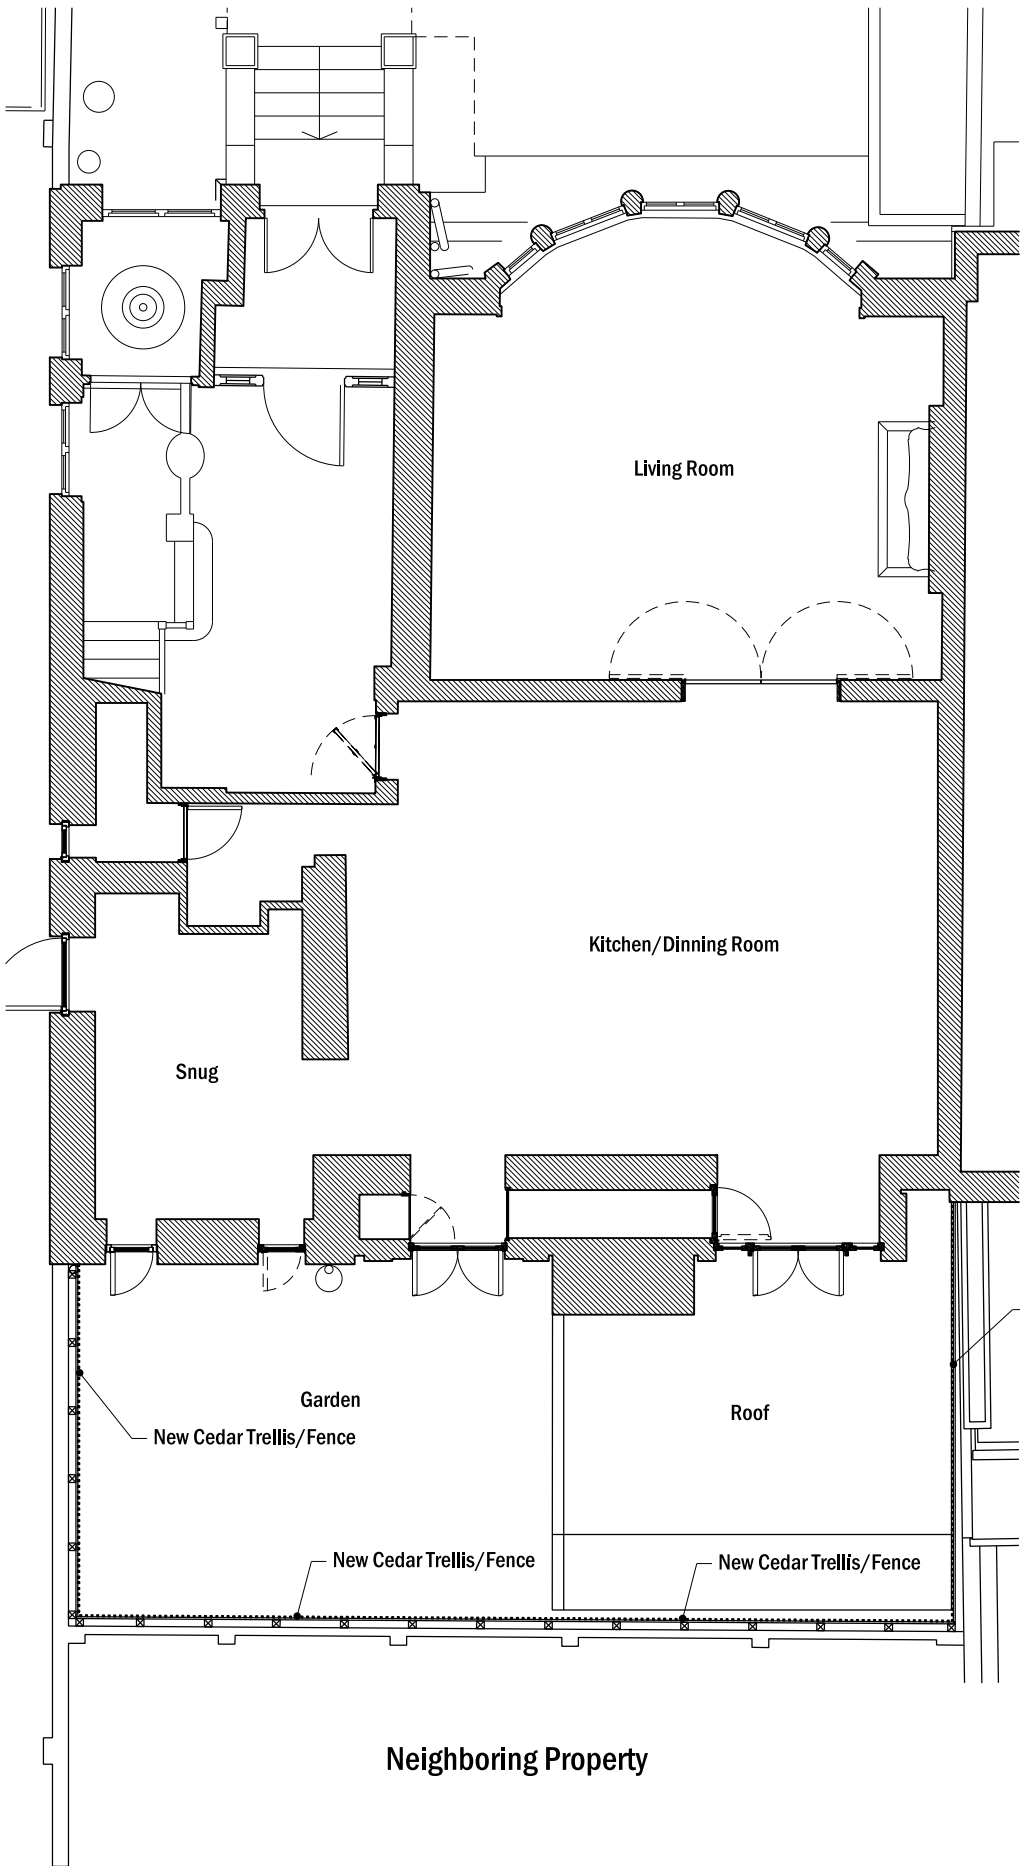 Living Room
Kitchen/Dinning Room
Snug
Garden
Roof
New Cedar Trellis/Fence
New Cedar Trellis/Fence
New Cedar Trellis/Fence
Neighboring Property